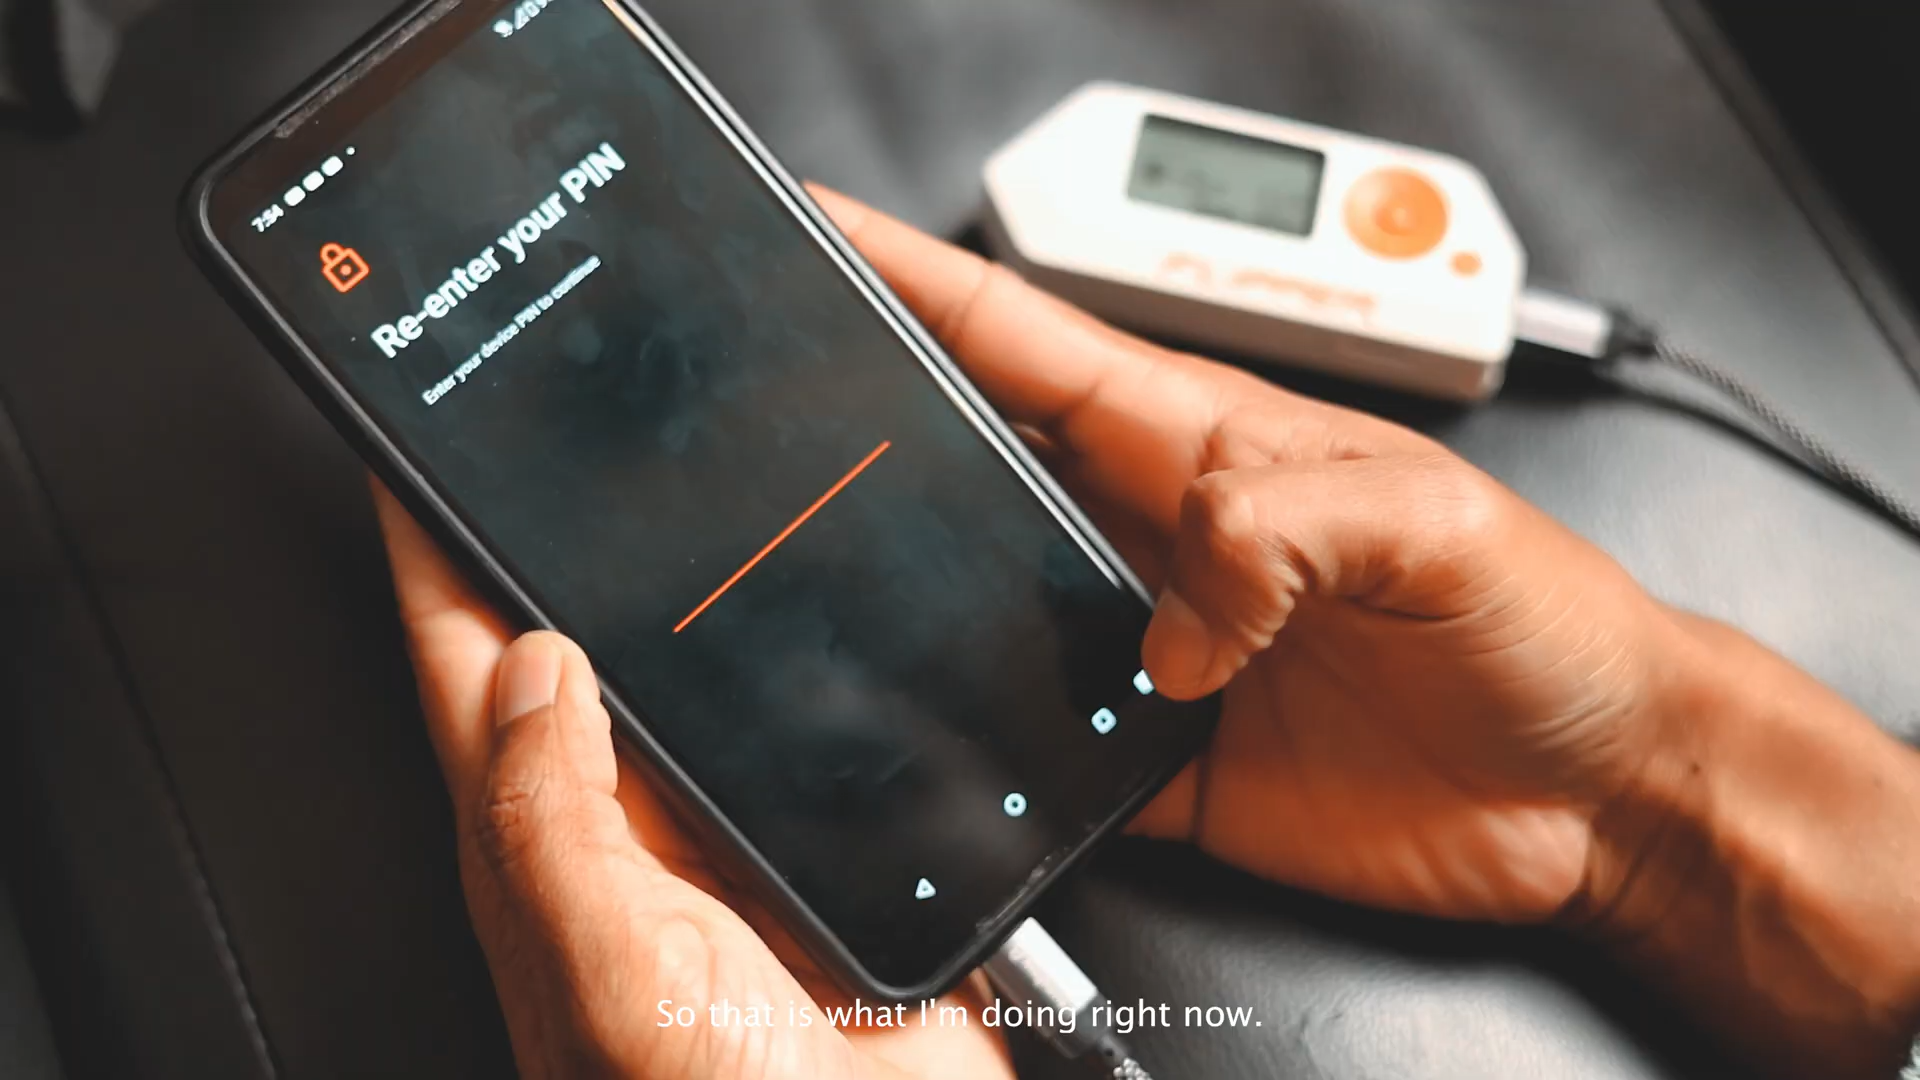 7:54
Re-enter your PIN
Enter your device PIN to continue
So that is what I'm doing right now.